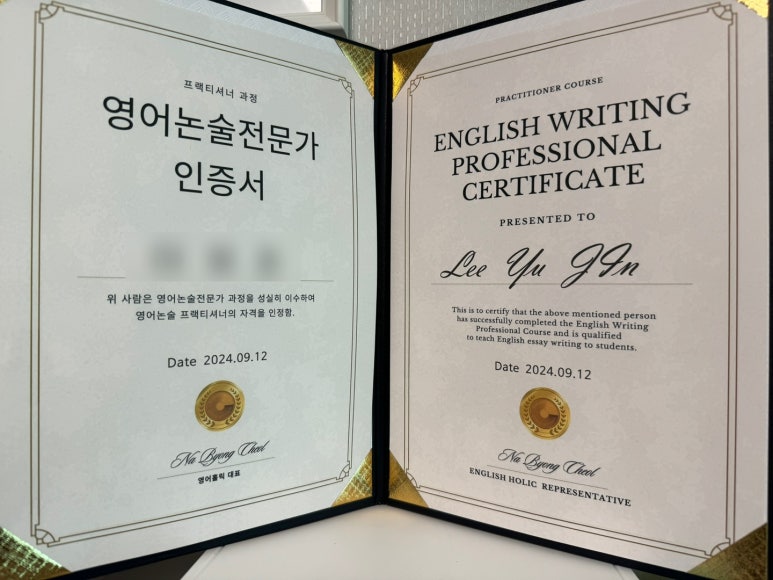 프랙티셔너 과정
영어논술전문가
인증서
위 사람은 영어논술전문가 과정을 성실히 이수하여
영어논술 프랙티셔너의 자격을 인정함.
Date 2024.09.12
Na Byong Cheol
영어홀릭 대표
PRACTITIONER COURSE
ENGLISH WRITING
PROFESSIONAL
CERTIFICATE
PRESENTED TO
Lee Yu JIn
This is to certify that the above mentioned person
has successfully completed the English Writing
Professional Course and is qualified
to teach English essay writing to students.
Date 2024.09.12
Na Byong Cheol
ENGLISH HOLIC REPRESENTATIVE